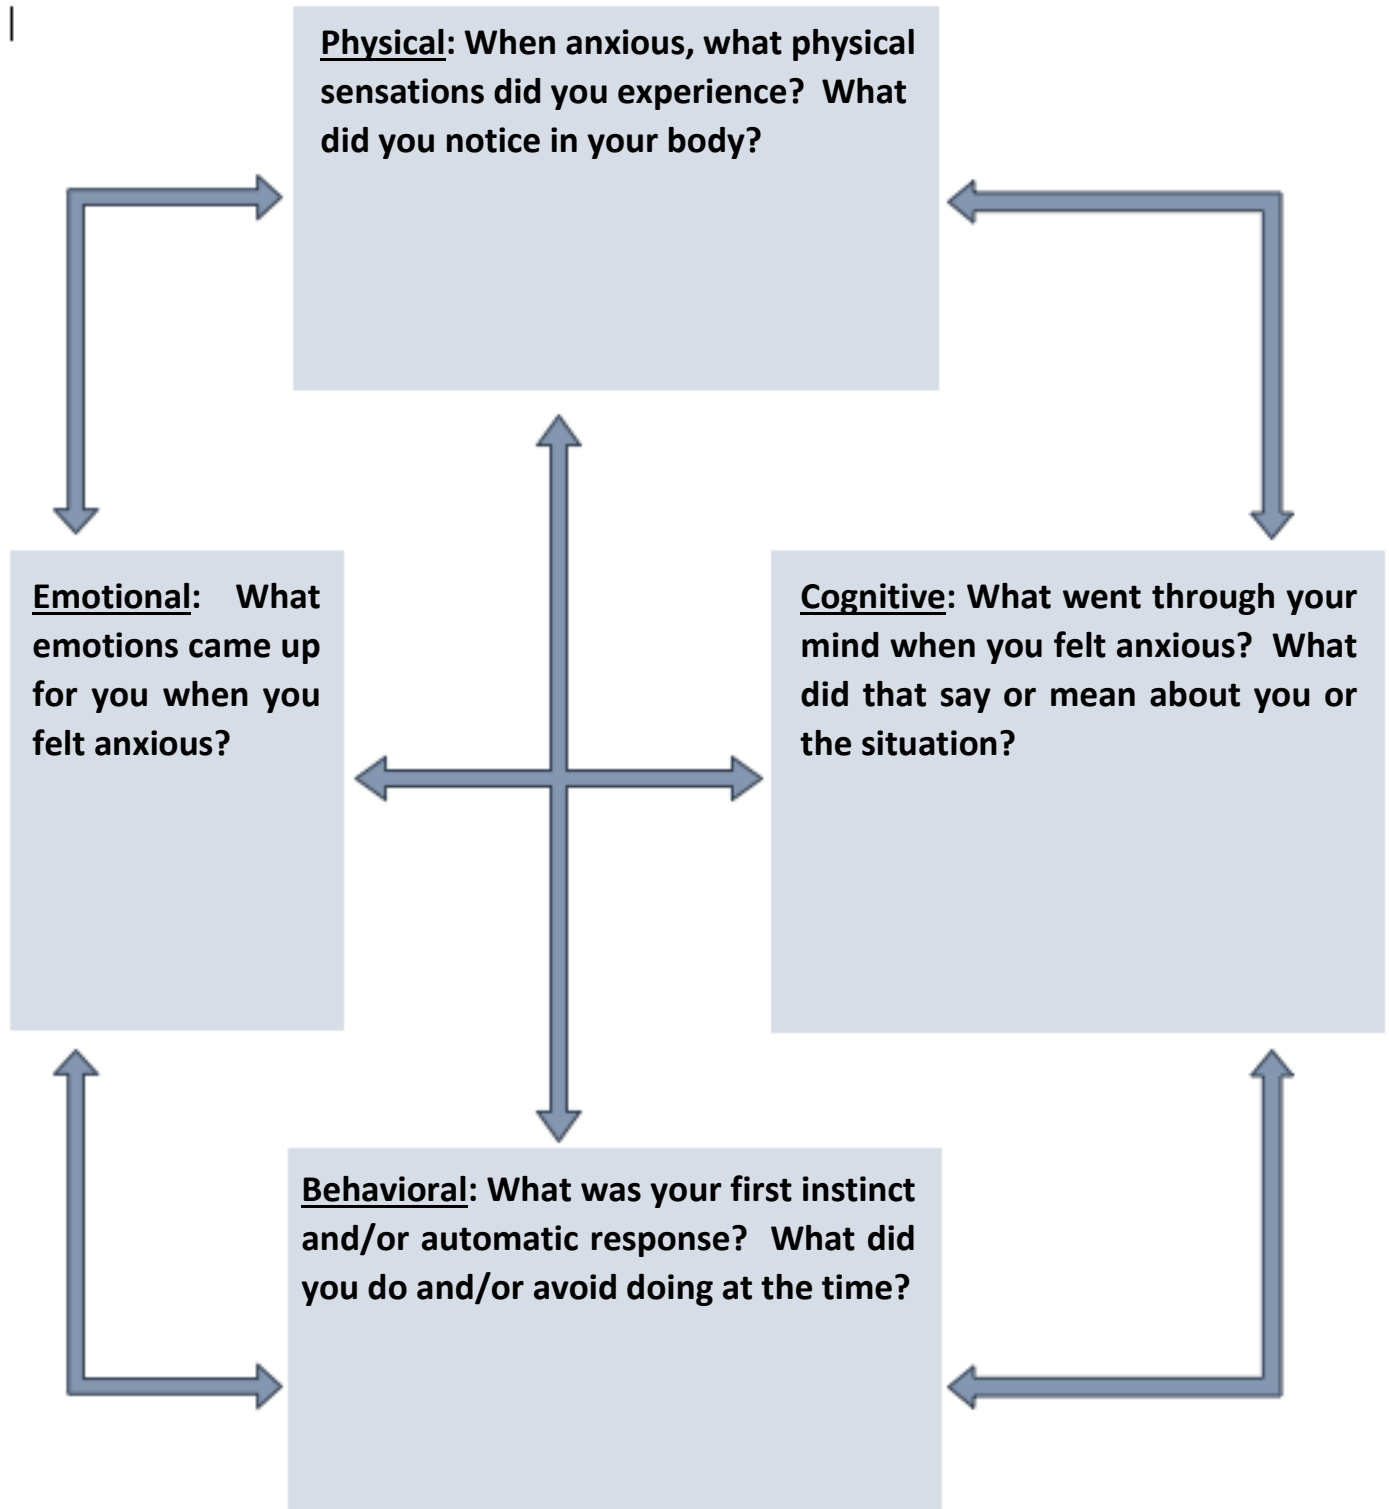 Physical: When anxious, what physical
sensations did you experience?  What
did you notice in your body?
Emotional: What
emotions came up
for you when you
felt anxious?
Cognitive: What went through your
mind when you felt anxious?  What
did that say or mean about you or
the situation?
Behavioral: What was your first instinct
and/or automatic response?  What did
you do and/or avoid doing at the time?